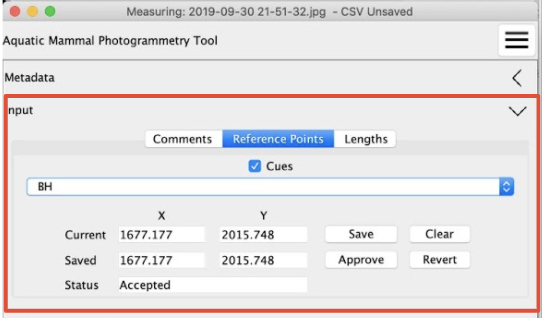 Measuring: 2019-09-30 21-51-32.jpg - CSV Unsaved
Aquatic Mammal Photogrammetry Tool
Metadata
nput
Comments Reference Points Lengths
Cues
BH
X Y
Current 1677.177 2015.748 Save Clear
Saved 1677.177 2015.748 Approve Revert
Status Accepted